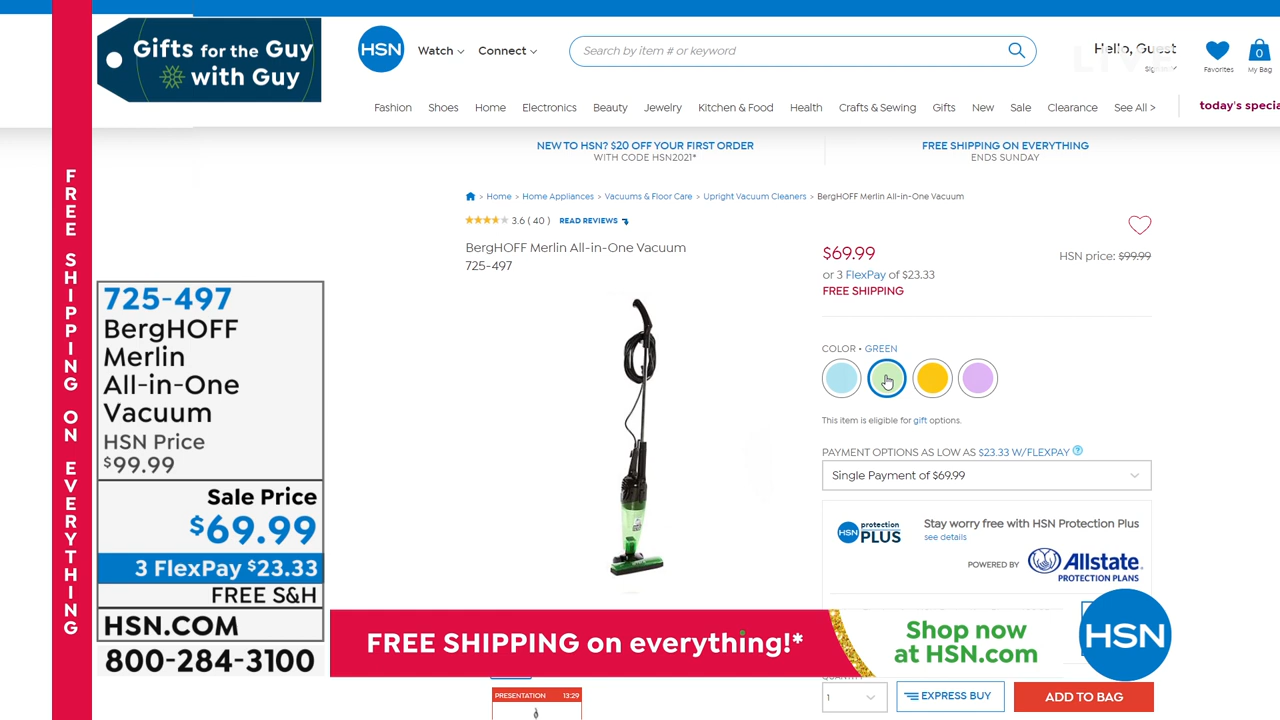 Gifts for the Guy
with Guy
HSN
Watch
Connect
Search by item # or keyword
Hello, Guest
LIVE
Favorites
0
My Bag
Fashion
Shoes
Home
Electronics
Beauty
Jewelry
Kitchen & Food
Health
Crafts & Sewing
Gifts
New
Sale
Clearance
See All >
today's specia
NEW TO HSN? $20 OFF YOUR FIRST ORDER
WITH CODE HSN2021*
FREE SHIPPING ON EVERYTHING
ENDS SUNDAY
> Home > Home Appliances > Vacuums & Floor Care > Upright Vacuum Cleaners > BergHOFF Merlin All-in-One Vacuum
3.6 ( 40 ) READ REVIEWS
BergHOFF Merlin All-in-One Vacuum
725-497
$69.99
HSN price: $99.99
or 3 FlexPay of $23.33
FREE SHIPPING
COLOR • GREEN
This item is eligible for gift options.
PAYMENT OPTIONS AS LOW AS $23.33 W/FLEXPAY ?
Single Payment of $69.99
HSN protection PLUS
Stay worry free with HSN Protection Plus
see details
POWERED BY Allstate.
PROTECTION PLANS
FREE SHIPPING ON EVERYTHING
725-497
BergHOFF
Merlin
All-in-One
Vacuum
HSN Price
$99.99
Sale Price
$69.99
3 FlexPay $23.33
FREE S&H
HSN.COM
800-284-3100
FREE SHIPPING on everything!*
Shop now
at HSN.com
HSN
PRESENTATION 13:29
1
EXPRESS BUY
ADD TO BAG